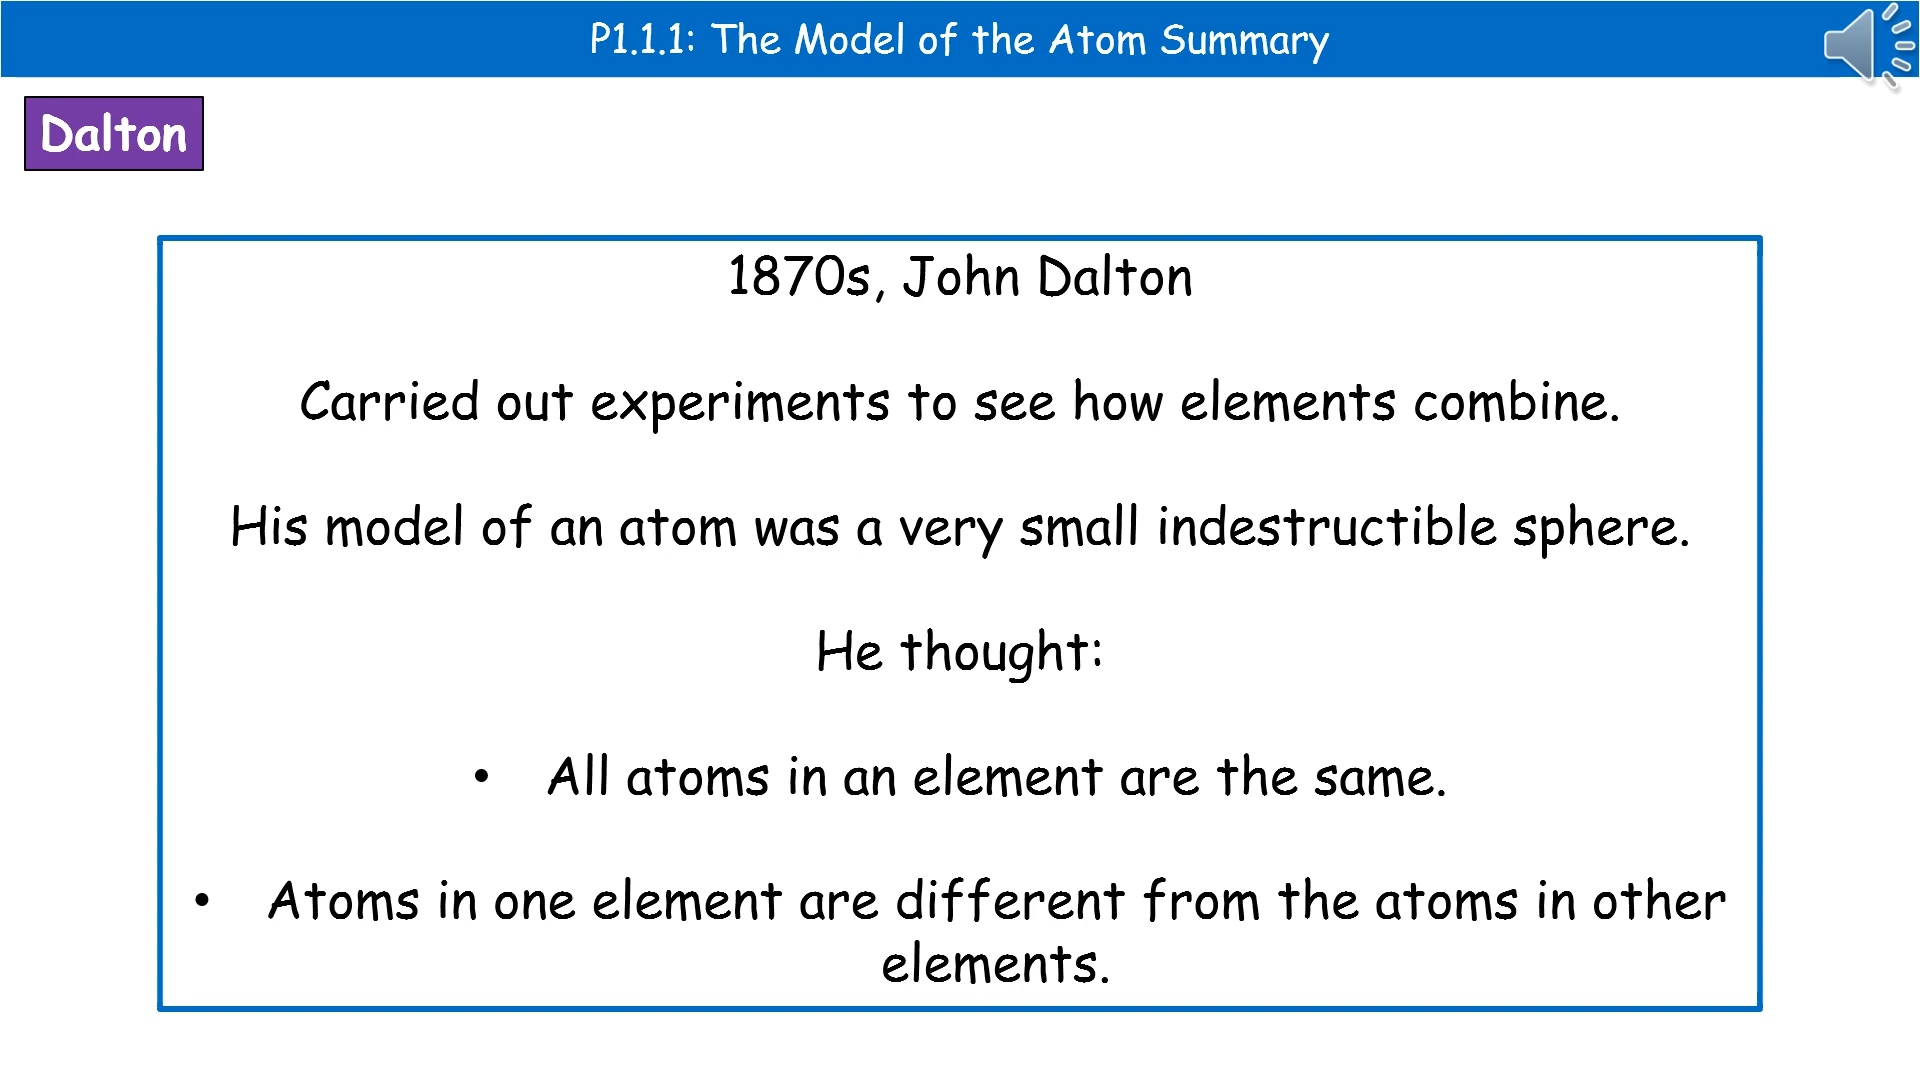 P1.1.1: The Model of the Atom Summary
Dalton
1870s, John Dalton
Carried out experiments to see how elements combine.
His model of an atom was a very small indestructible sphere.
He thought:
• All atoms in an element are the same.
• Atoms in one element are different from the atoms in other
elements.